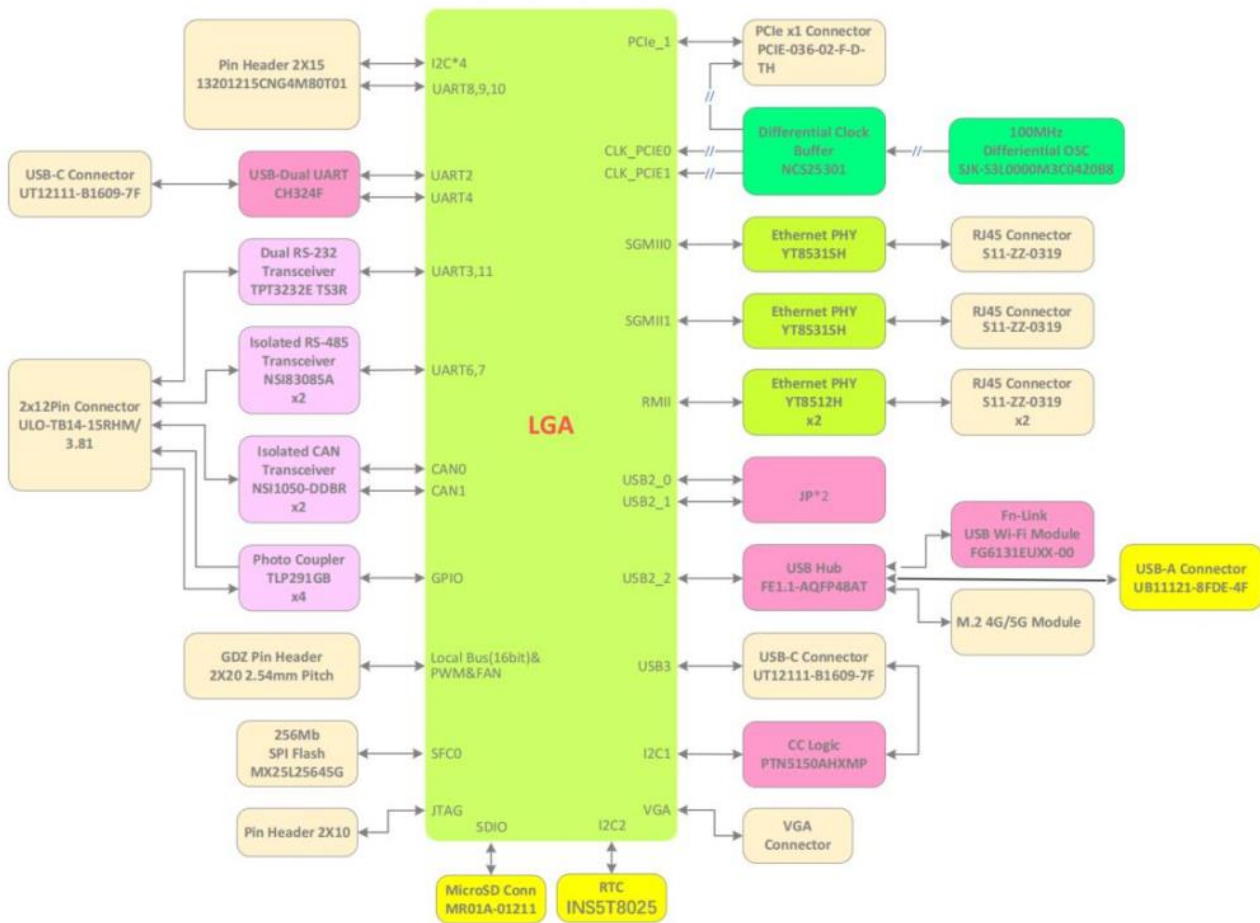 Pin Header 2X15
13201215CNG4M80T01
I2C*4
UART8,9,10
USB-C Connector
UT12111-B1609-7F
USB-Dual UART
CH324F
UART2
UART4
Dual RS-232
Transceiver
TPT3232E TS3R
UART3,11
Isolated RS-485
Transceiver
NSI83085A
x2
UART6,7
2x12Pin Connector
ULO-TB14-15RHM/
3.81
Isolated CAN
Transceiver
NSI1050-DDBR
x2
CAN0
CAN1
Photo Coupler
TLP291GB
x4
GPIO
GDZ Pin Header
2X20 2.54mm Pitch
Local Bus(16bit)&
PWM&FAN
256Mb
SPI Flash
MX25L25645G
SFC0
Pin Header 2X10
JTAG
LGA
SDIO
I2C2
MicroSD Conn
MR01A-01211
RTC
INS5T8025
PCIe_1
PCIe x1 Connector
PCIE-036-02-F-D-
TH
//
CLK_PCIE0
CLK_PCIE1
//
//
Differential Clock
Buffer
NCS25301
//
100MHz
Differiential OSC
SJK-S3L0000M3C0420B8
SGMII0
Ethernet PHY
YT8531SH
RJ45 Connector
S11-ZZ-0319
SGMII1
Ethernet PHY
YT8531SH
RJ45 Connector
S11-ZZ-0319
RMII
Ethernet PHY
YT8512H
x2
RJ45 Connector
S11-ZZ-0319
x2
USB2_0
USB2_1
JP*2
USB2_2
USB Hub
FE1.1-AQFP48AT
Fn-Link
USB Wi-Fi Module
FG6131EUXX-00
USB-A Connector
UB11121-8FDE-4F
M.2 4G/5G Module
USB3
USB-C Connector
UT12111-B1609-7F
I2C1
CC Logic
PTN5150AHXMP
VGA
VGA
Connector